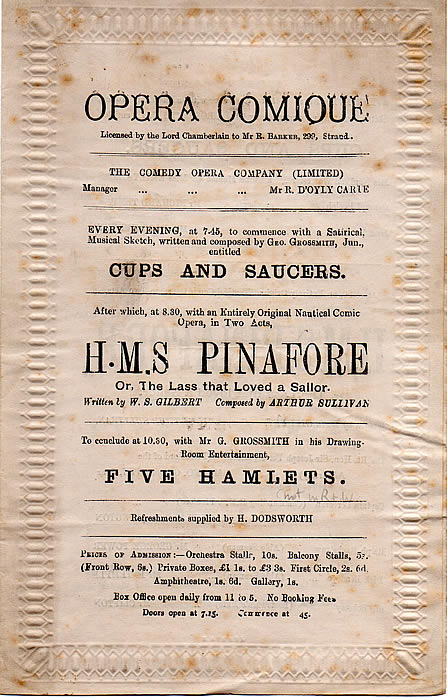 OPERA COMIQUE
Licensed by the Lord Chamberlain to Mr R. BARKER, 299, Strand.
THE COMEDY OPERA COMPANY (LIMITED)
Manager ... ... ... Mr R. D'OYLY CARTE
EVERY EVENING, at 7.45, to commence with a Satirical,
Musical Sketch, written and composed by GEO. GROSSMITH, Jun.,
entitled
CUPS AND SAUCERS.
After which, at 8.30, with an Entirely Original Nautical Comic
Opera, in Two Acts,
H.M.S PINAFORE
Or, The Lass that Loved a Sailor.
Written by W. S. GILBERT Composed by ARTHUR SULLIVAN
To conclude at 10.30, with Mr G. GROSSMITH in his Drawing-
Room Entertainment,
FIVE HAMLETS.
Refreshments supplied by H. DODSWORTH
PRICES OF ADMISSION:—Orchestra Stalls, 10s. Balcony Stalls, 5s.
(Front Row, 6s.) Private Boxes, £1 1s. to £3 3s. First Circle, 2s. 6d.
Amphitheatre, 1s. 6d. Gallery, 1s.
Box Office open daily from 11 to 5. No Booking Fees
Doors open at 7.15. Commence at 45.